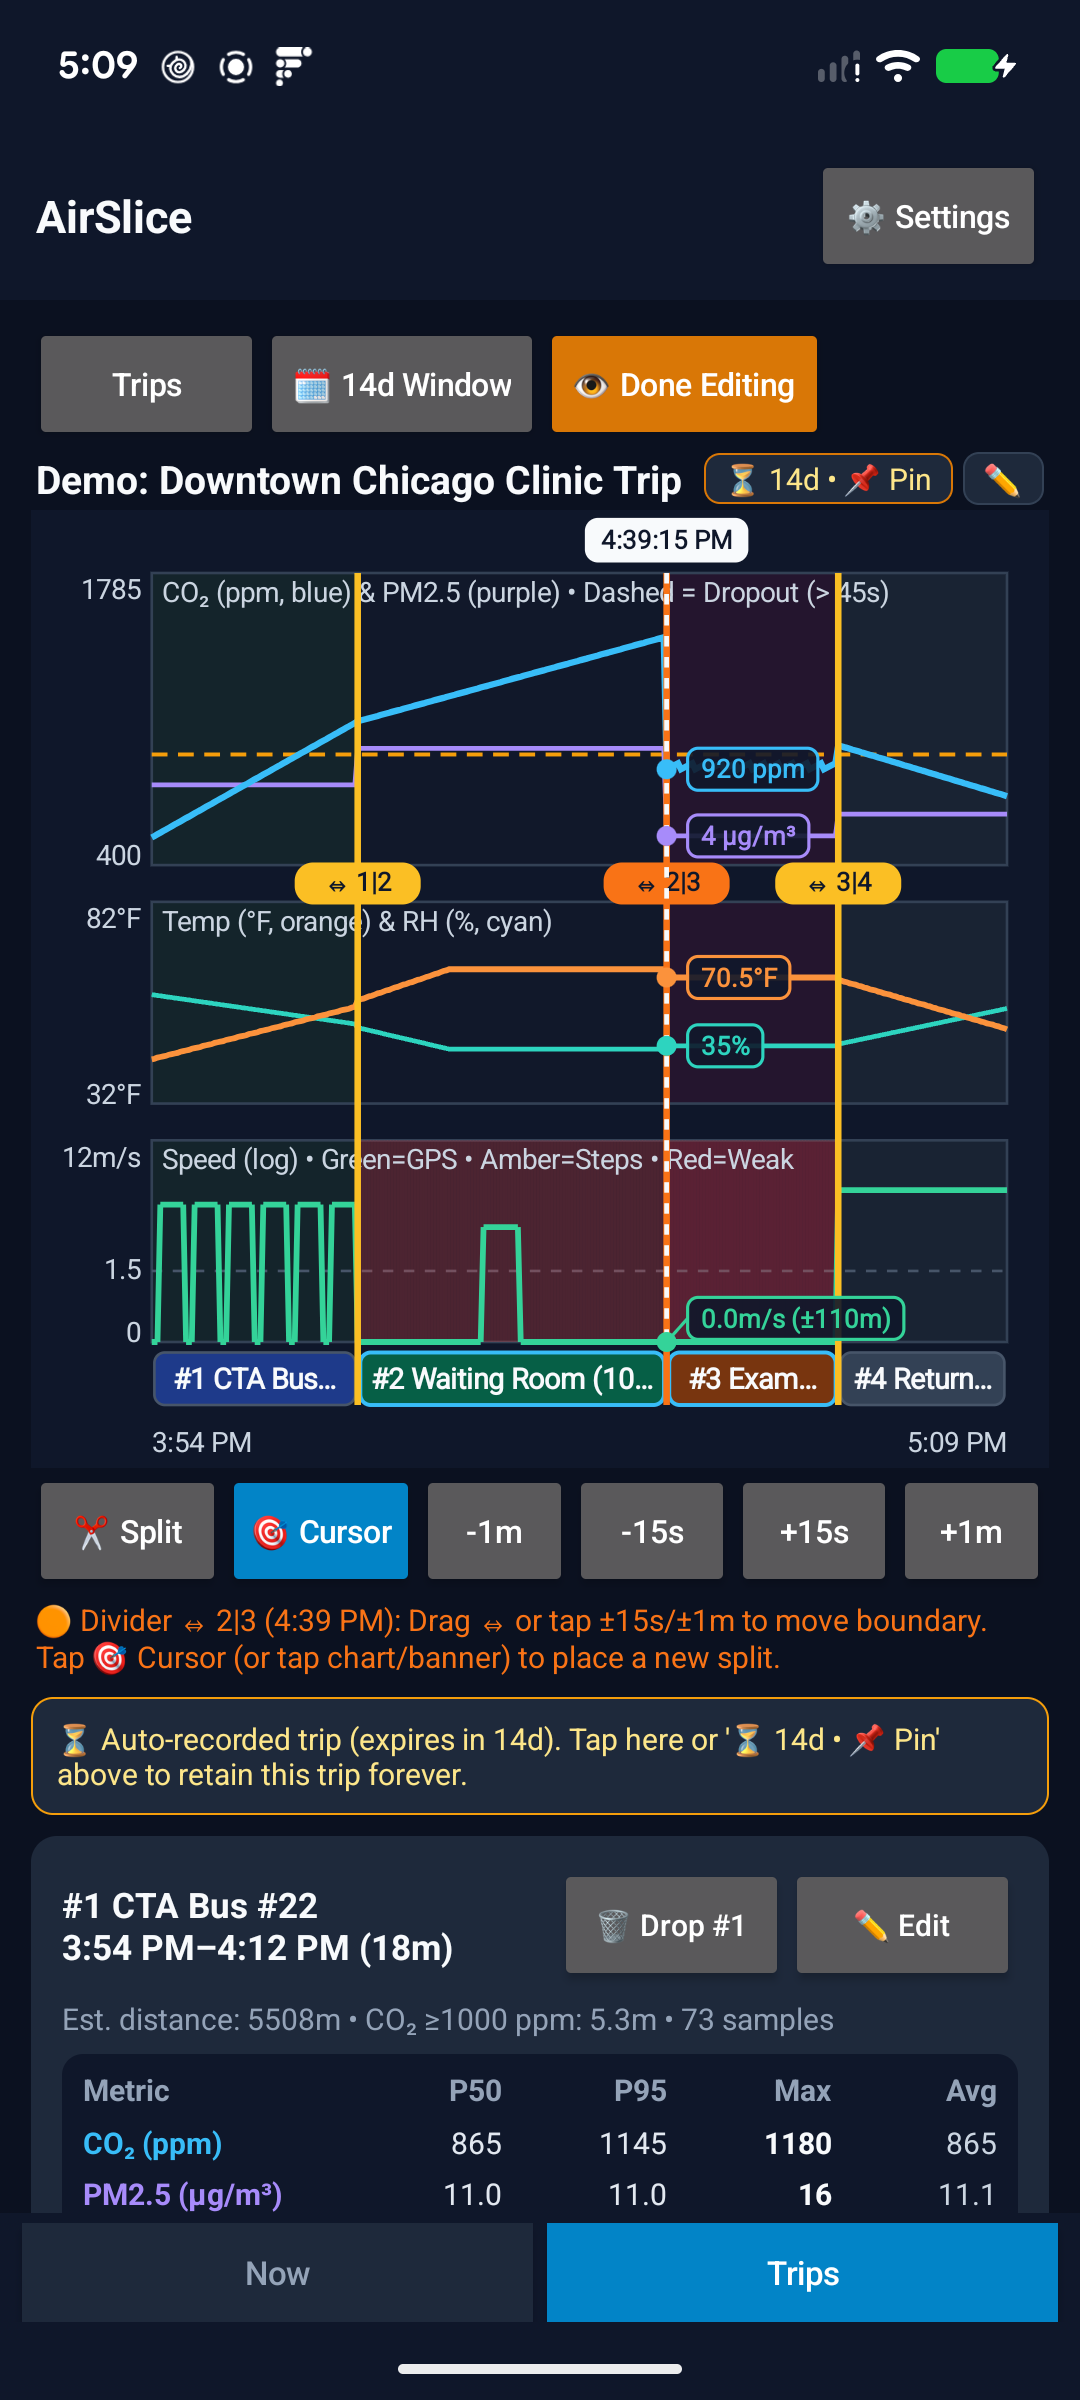 5:09
AirSlice
⚙️ Settings
Trips
🗓️ 14d Window
👁️ Done Editing
Demo: Downtown Chicago Clinic Trip
⏳ 14d • 📌 Pin
✏️
4:39:15 PM
1785
CO₂ (ppm, blue) & PM2.5 (purple) • Dashed = Dropout (> 45s)
920 ppm
4 µg/m³
400
⇔ 1|2
⇔ 2|3
⇔ 3|4
82°F
Temp (°F, orange) & RH (%, cyan)
70.5°F
35%
32°F
12m/s
Speed (log) • Green=GPS • Amber=Steps • Red=Weak
1.5
0.0m/s (±110m)
0
#1 CTA Bus...
#2 Waiting Room (10...
#3 Exam...
#4 Return...
3:54 PM
5:09 PM
✂️ Split
🎯 Cursor
-1m
-15s
+15s
+1m
🟠 Divider ⇔ 2|3 (4:39 PM): Drag ⇔ or tap ±15s/±1m to move boundary.
Tap 🎯 Cursor (or tap chart/banner) to place a new split.
⏳ Auto-recorded trip (expires in 14d). Tap here or '⏳ 14d • 📌 Pin'
above to retain this trip forever.
#1 CTA Bus #22
3:54 PM–4:12 PM (18m)
🗑️ Drop #1
✏️ Edit
Est. distance: 5508m • CO₂ ≥1000 ppm: 5.3m • 73 samples
Metric P50 P95 Max Avg
CO₂ (ppm) 865 1145 1180 865
PM2.5 (µg/m³) 11.0 11.0 16 11.1
Now
Trips